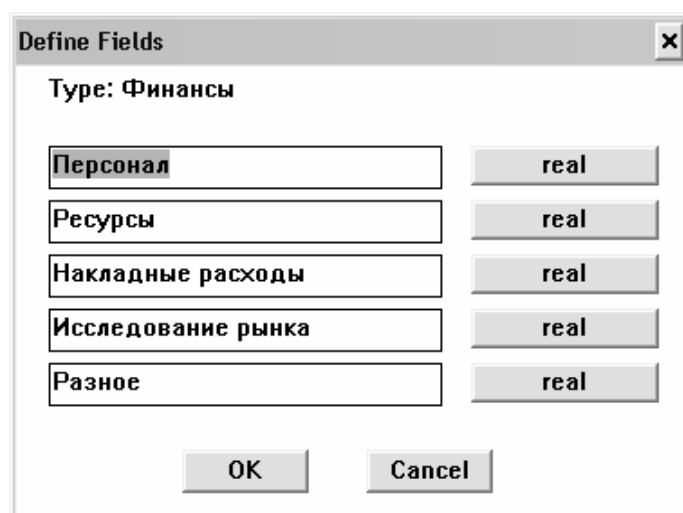 Define Fields
Type: Финансы
Персонал real
Ресурсы real
Накладные расходы real
Исследование рынка real
Разное real
OK Cancel